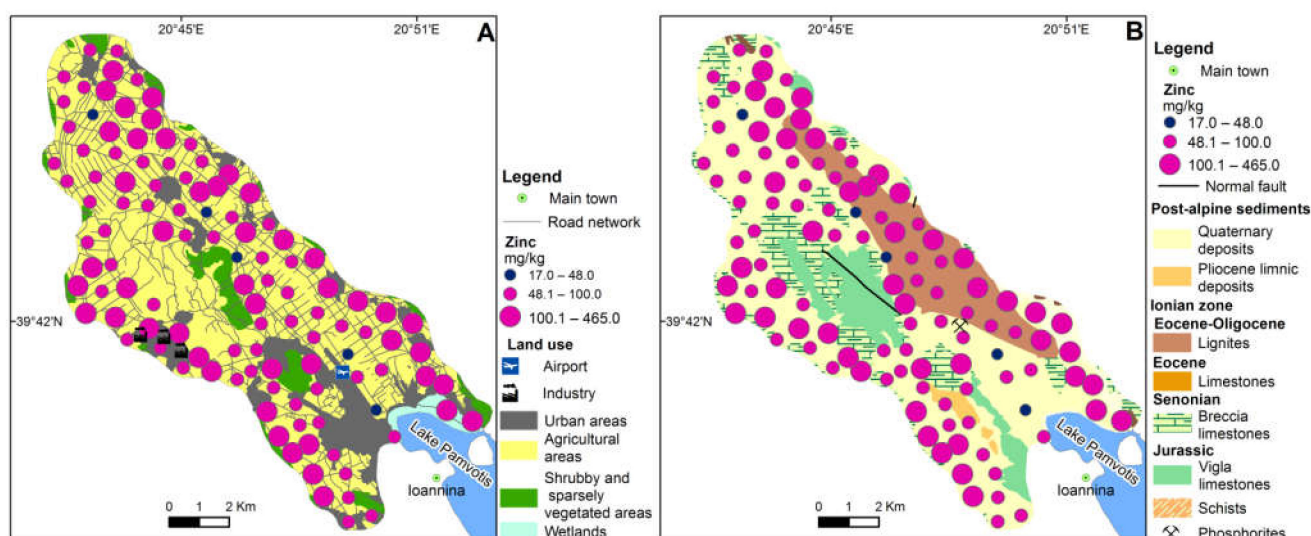 20°45'E
20°51'E
A
39°42'N
Legend
Main town
Road network
Zinc
mg/kg
17.0 – 48.0
48.1 – 100.0
100.1 – 465.0
Land use
Airport
Industry
Urban areas
Agricultural
areas
Shrubby and
sparsely
vegetated areas
Wetlands
Lake Pamvotis
Ioannina
0 1 2 Km
20°45'E
20°51'E
B
39°42'N
Legend
Main town
Zinc
mg/kg
17.0 – 48.0
48.1 – 100.0
100.1 – 465.0
Normal fault
Post-alpine sediments
Quaternary
deposits
Pliocene limnic
deposits
Ionian zone
Eocene-Oligocene
Lignites
Eocene
Limestones
Senonian
Breccia
limestones
Jurassic
Vigla
limestones
Schists
Phosphorites
Lake Pamvotis
Ioannina
0 1 2 Km